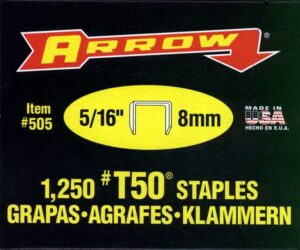 ARROW®
Item
#505
5/16" 8mm
MADE IN
USA
HECHO EN E.U.A.
1,250 #T50® STAPLES
GRAPAS·AGRAFES·KLAMMERN